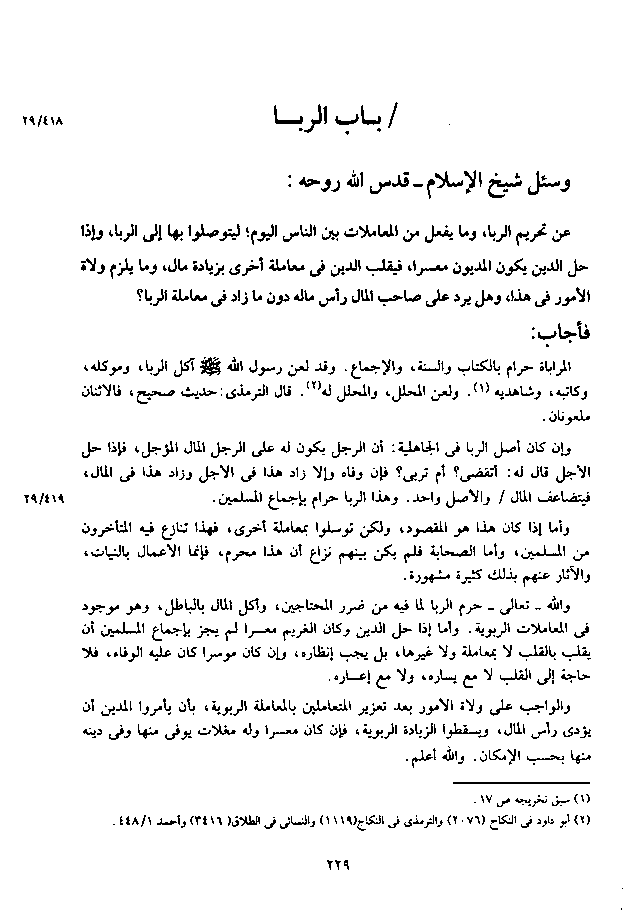 ٢٩/٤١٨
/ بـاب الربـــا
وسئل شيخ الإسلام ـ قدس الله روحه :
عن تحريم الربا، وما يفعل من المعاملات بين الناس اليوم؛ ليتوصلوا بها إلى الربا، وإذا
حل الدين يكون المديون معسرا، فيقلب الدين فى معاملة أخرى بزيادة مال، وما يلزم ولاة
الأمور فى هذا، وهل يرد على صاحب المال رأس ماله دون ما زاد فى معاملة الربا؟
فأجاب:
المراباة حرام بالكتاب والسنة، والإجماع. وقد لعن رسول الله ﷺ آكل الربا، وموكله،
وكاتبه، وشاهديه (١). ولعن المحلل، والمحلل له(٢). قال الترمذى: حديث صحيح، فالاثنان
ملعونان.
وإن كان أصل الربا فى الجاهلية: أن الرجل يكون له على الرجل المال المؤجل، فإذا حل
الأجل قال له: أتقضى؟ أم تربى؟ فإن وفاه وإلا زاد هذا فى الأجل وزاد هذا فى المال،
فيتضاعف المال / والأصل واحد. وهذا الربا حرام بإجماع المسلمين.
٢٩/٤١٩
وأما إذا كان هذا هو المقصود، ولكن توسلوا بمعاملة أخرى، فهذا تنازع فيه المتأخرون
من المسلمين، وأما الصحابة فلم يكن بينهم نزاع أن هذا محرم، فإنما الأعمال بالنيات،
والآثار عنهم بذلك كثيرة مشهورة.
والله ـ تعالى ـ حرم الربا لما فيه من ضرر المحتاجين، وأكل المال بالباطل، وهو موجود
فى المعاملات الربوية. وأما إذا حل الدين وكان الغريم معسرا لم يجز بإجماع المسلمين أن
يقلب بالقلب لا بمعاملة ولا غيرها، بل يجب إنظاره، وإن كان موسرا كان عليه الوفاء، فلا
حاجة إلى القلب لا مع يساره، ولا مع إعساره.
والواجب على ولاة الأمور بعد تعزير المتعاملين بالمعاملة الربوية، بأن يأمروا المدين أن
يؤدى رأس المال، ويسقطوا الزيادة الربوية، فإن كان معسرا وله مغلات يوفى منها وفى دينه
منها بحسب الإمكان. والله أعلم.
(١) سبق تخريجه ص ١٧.
(٢) أبو داود فى النكاح (٢٠٧٦) والترمذى فى النكاح(١١١٩) والنسائى فى الطلاق( ٣٤١٦) وأحمد ١/ ٤٤٨ .
٢٢٩